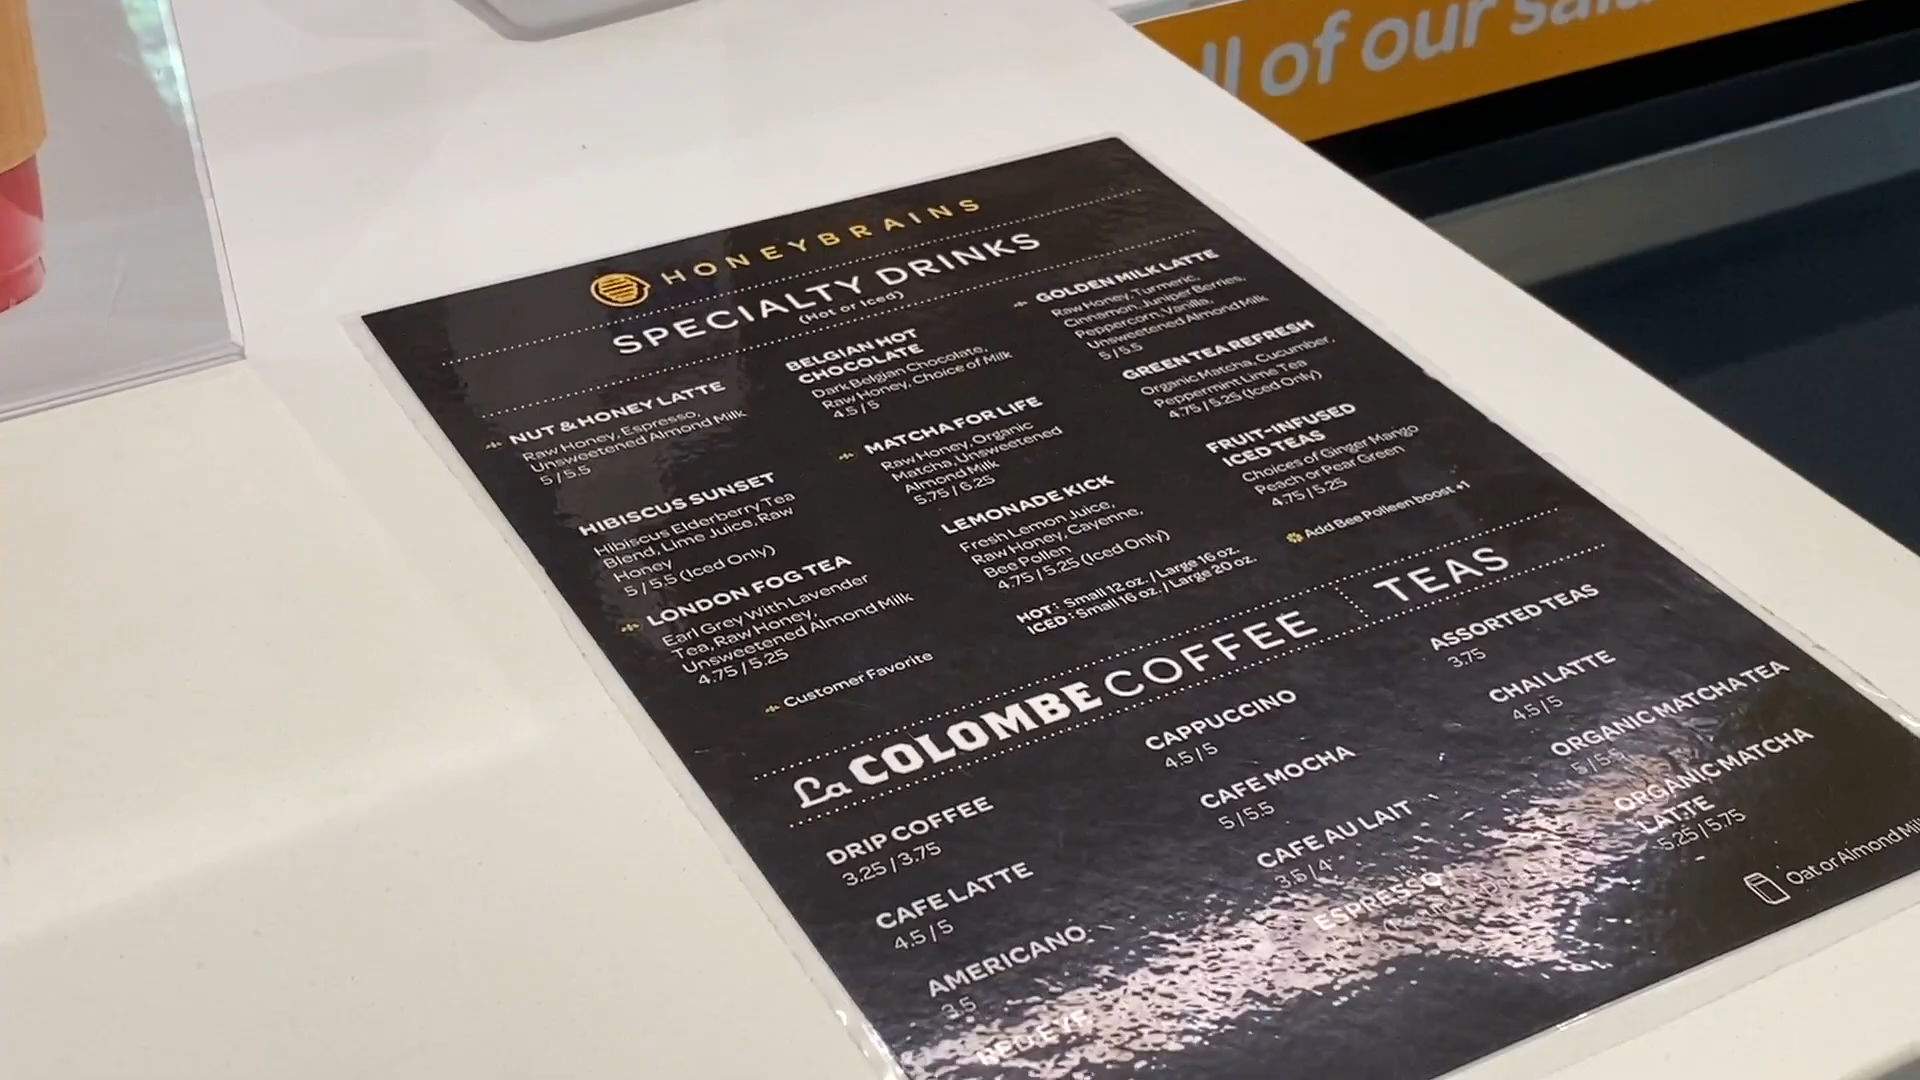 ll of our
HONEYBRAINS
SPECIALTY DRINKS
(Hot or Iced)
NUT & HONEY LATTE
Raw Honey, Espresso,
Unsweetened Almond Milk
5 / 5.5
HIBISCUS SUNSET
Hibiscus Elderberry Tea
Blend, Lime Juice, Raw
Honey
5 / 5.5 (Iced Only)
LONDON FOG TEA
Earl Grey With Lavender
Tea, Raw Honey,
Unsweetened Almond Milk
4.75 / 5.25
Customer Favorite
BELGIAN HOT
CHOCOLATE
Dark Belgian Chocolate,
Raw Honey, Choice of Milk
4.5 / 5
MATCHA FOR LIFE
Raw Honey, Organic
Matcha, Unsweetened
Almond Milk
5.75 / 6.25
LEMONADE KICK
Fresh Lemon Juice,
Raw Honey, Cayenne,
Bee Pollen
4.75 / 5.25 (Iced Only)
HOT: Small 12 oz. / Large 16 oz.
ICED: Small 16 oz. / Large 20 oz.
GOLDEN MILK LATTE
Raw Honey, Turmeric,
Cinnamon, Juniper Berries,
Peppercorn, Vanilla,
Unsweetened Almond Milk
5 / 5.5
GREEN TEA REFRESH
Organic Matcha, Cucumber,
Peppermint Lime Tea
4.75 / 5.25 (Iced Only)
FRUIT-INFUSED
ICED TEAS
Choices of Ginger Mango
Peach or Pear Green
4.75 / 5.25
Add Bee Pollen boost +1
La COLOMBE COFFEE
DRIP COFFEE
3.25 / 3.75
CAFE LATTE
4.5 / 5
AMERICANO
3.5
RED EYE
CAPPUCCINO
4.5 / 5
CAFE MOCHA
5 / 5.5
CAFE AU LAIT
3.5 / 4
ESPRESSO
TEAS
ASSORTED TEAS
3.75
CHAI LATTE
4.5 / 5
ORGANIC MATCHA TEA
5 / 5.5
ORGANIC MATCHA
LATTE
5.25 / 5.75
Oat or Almond